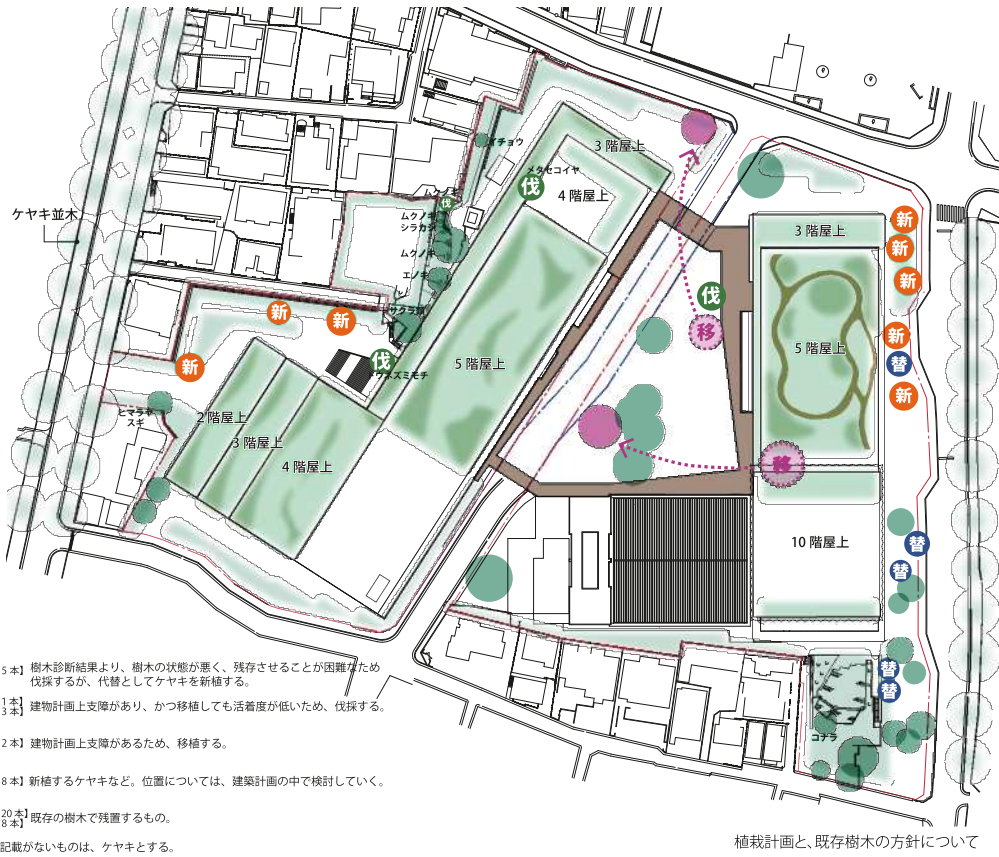 ケヤキ並木
イチョウ
メタセコイヤ
3 階屋上
4 階屋上
伐
ムクノキ
伐
ムクノキ
シラカシ
ムクノキ
エノキ
サクラ類
新
新
新
伐
ネズミモチ
5 階屋上
ヒマラヤ
スギ
2 階屋上
3 階屋上
4 階屋上
伐
移
移
3 階屋上
5 階屋上
10 階屋上
新
新
新
新
替
新
替
替
替
替
コナラ
5 本】 樹木診断結果より、樹木の状態が悪く、残存させることが困難なため
伐採するが、代替としてケヤキを新植する。
1 本】
3 本】 建物計画上支障があり、かつ移植しても活着度が低いため、伐採する。
2 本】 建物計画上支障があるため、移植する。
8 本】 新植するケヤキなど。位置については、建築計画の中で検討していく。
20 本】
8 本】 既存の樹木で残置するもの。
記載がないものは、ケヤキとする。
植栽計画と、既存樹木の方針について